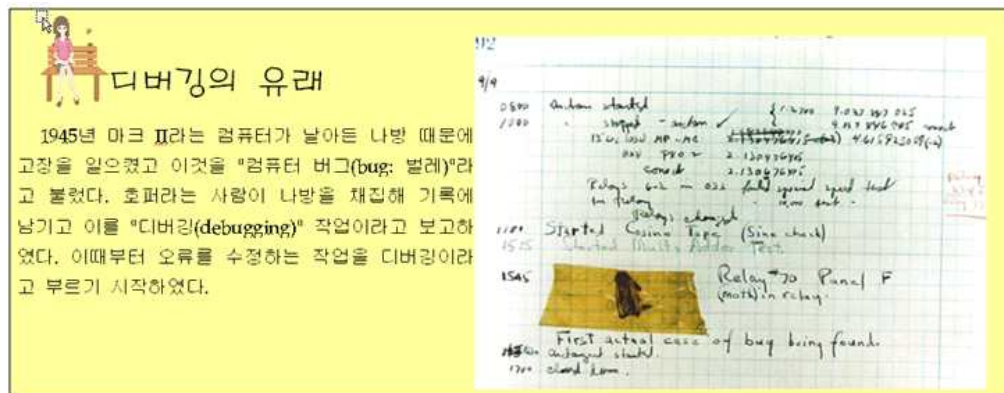 디버깅의 유래
1945년 마크 Ⅱ라는 컴퓨터가 날아든 나방 때문에
고장을 일으켰고 이것을 "컴퓨터 버그(bug: 벌레)"라
고 불렀다. 호퍼라는 사람이 나방을 채집해 기록에
남기고 이를 "디버깅(debugging)" 작업이라고 보고하
였다. 이때부터 오류를 수정하는 작업을 디버깅이라
고 부르기 시작하였다.
92
9/9
0800 started
1000 stopped
2.130476415
correct 2.130676415
Relays 6-2 in 033 failed special speed test
Relays changed
1100 Started Cosine Tape (Sine check)
1525 Started Multi Adder Test.
1545 Relay #70 Panel F
(moth) in relay.
First actual case of bug being found.
started.
1700 closed down.